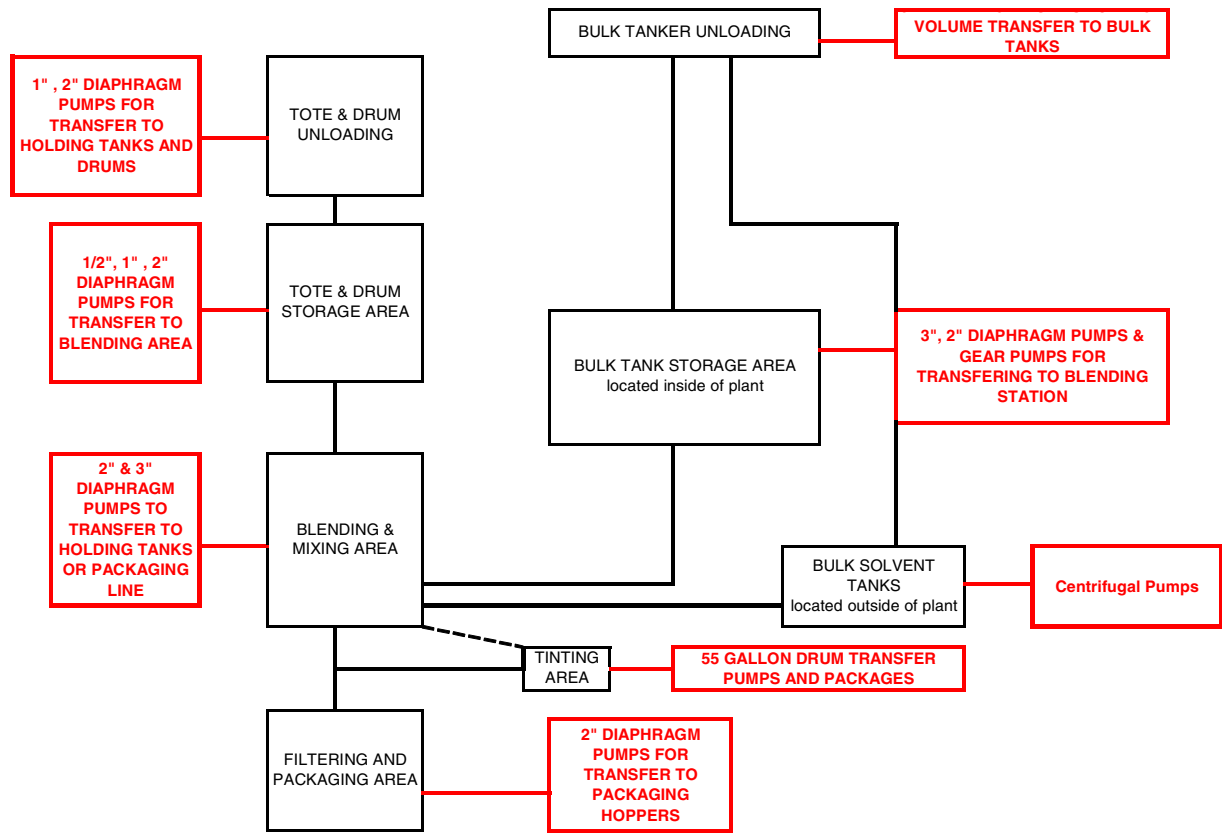 BULK TANKER UNLOADING
VOLUME TRANSFER TO BULK
TANKS
1" , 2" DIAPHRAGM
PUMPS FOR
TRANSFER TO
HOLDING TANKS AND
DRUMS
TOTE & DRUM
UNLOADING
1/2", 1" , 2"
DIAPHRAGM
PUMPS FOR
TRANSFER TO
BLENDING AREA
TOTE & DRUM
STORAGE AREA
BULK TANK STORAGE AREA
located inside of plant
3", 2" DIAPHRAGM PUMPS &
GEAR PUMPS FOR
TRANSFERING TO BLENDING
STATION
2" & 3"
DIAPHRAGM
PUMPS TO
TRANSFER TO
HOLDING TANKS
OR PACKAGING
LINE
BLENDING &
MIXING AREA
BULK SOLVENT
TANKS
located outside of plant
Centrifugal Pumps
TINTING
AREA
55 GALLON DRUM TRANSFER
PUMPS AND PACKAGES
FILTERING AND
PACKAGING AREA
2" DIAPHRAGM
PUMPS FOR
TRANSFER TO
PACKAGING
HOPPERS